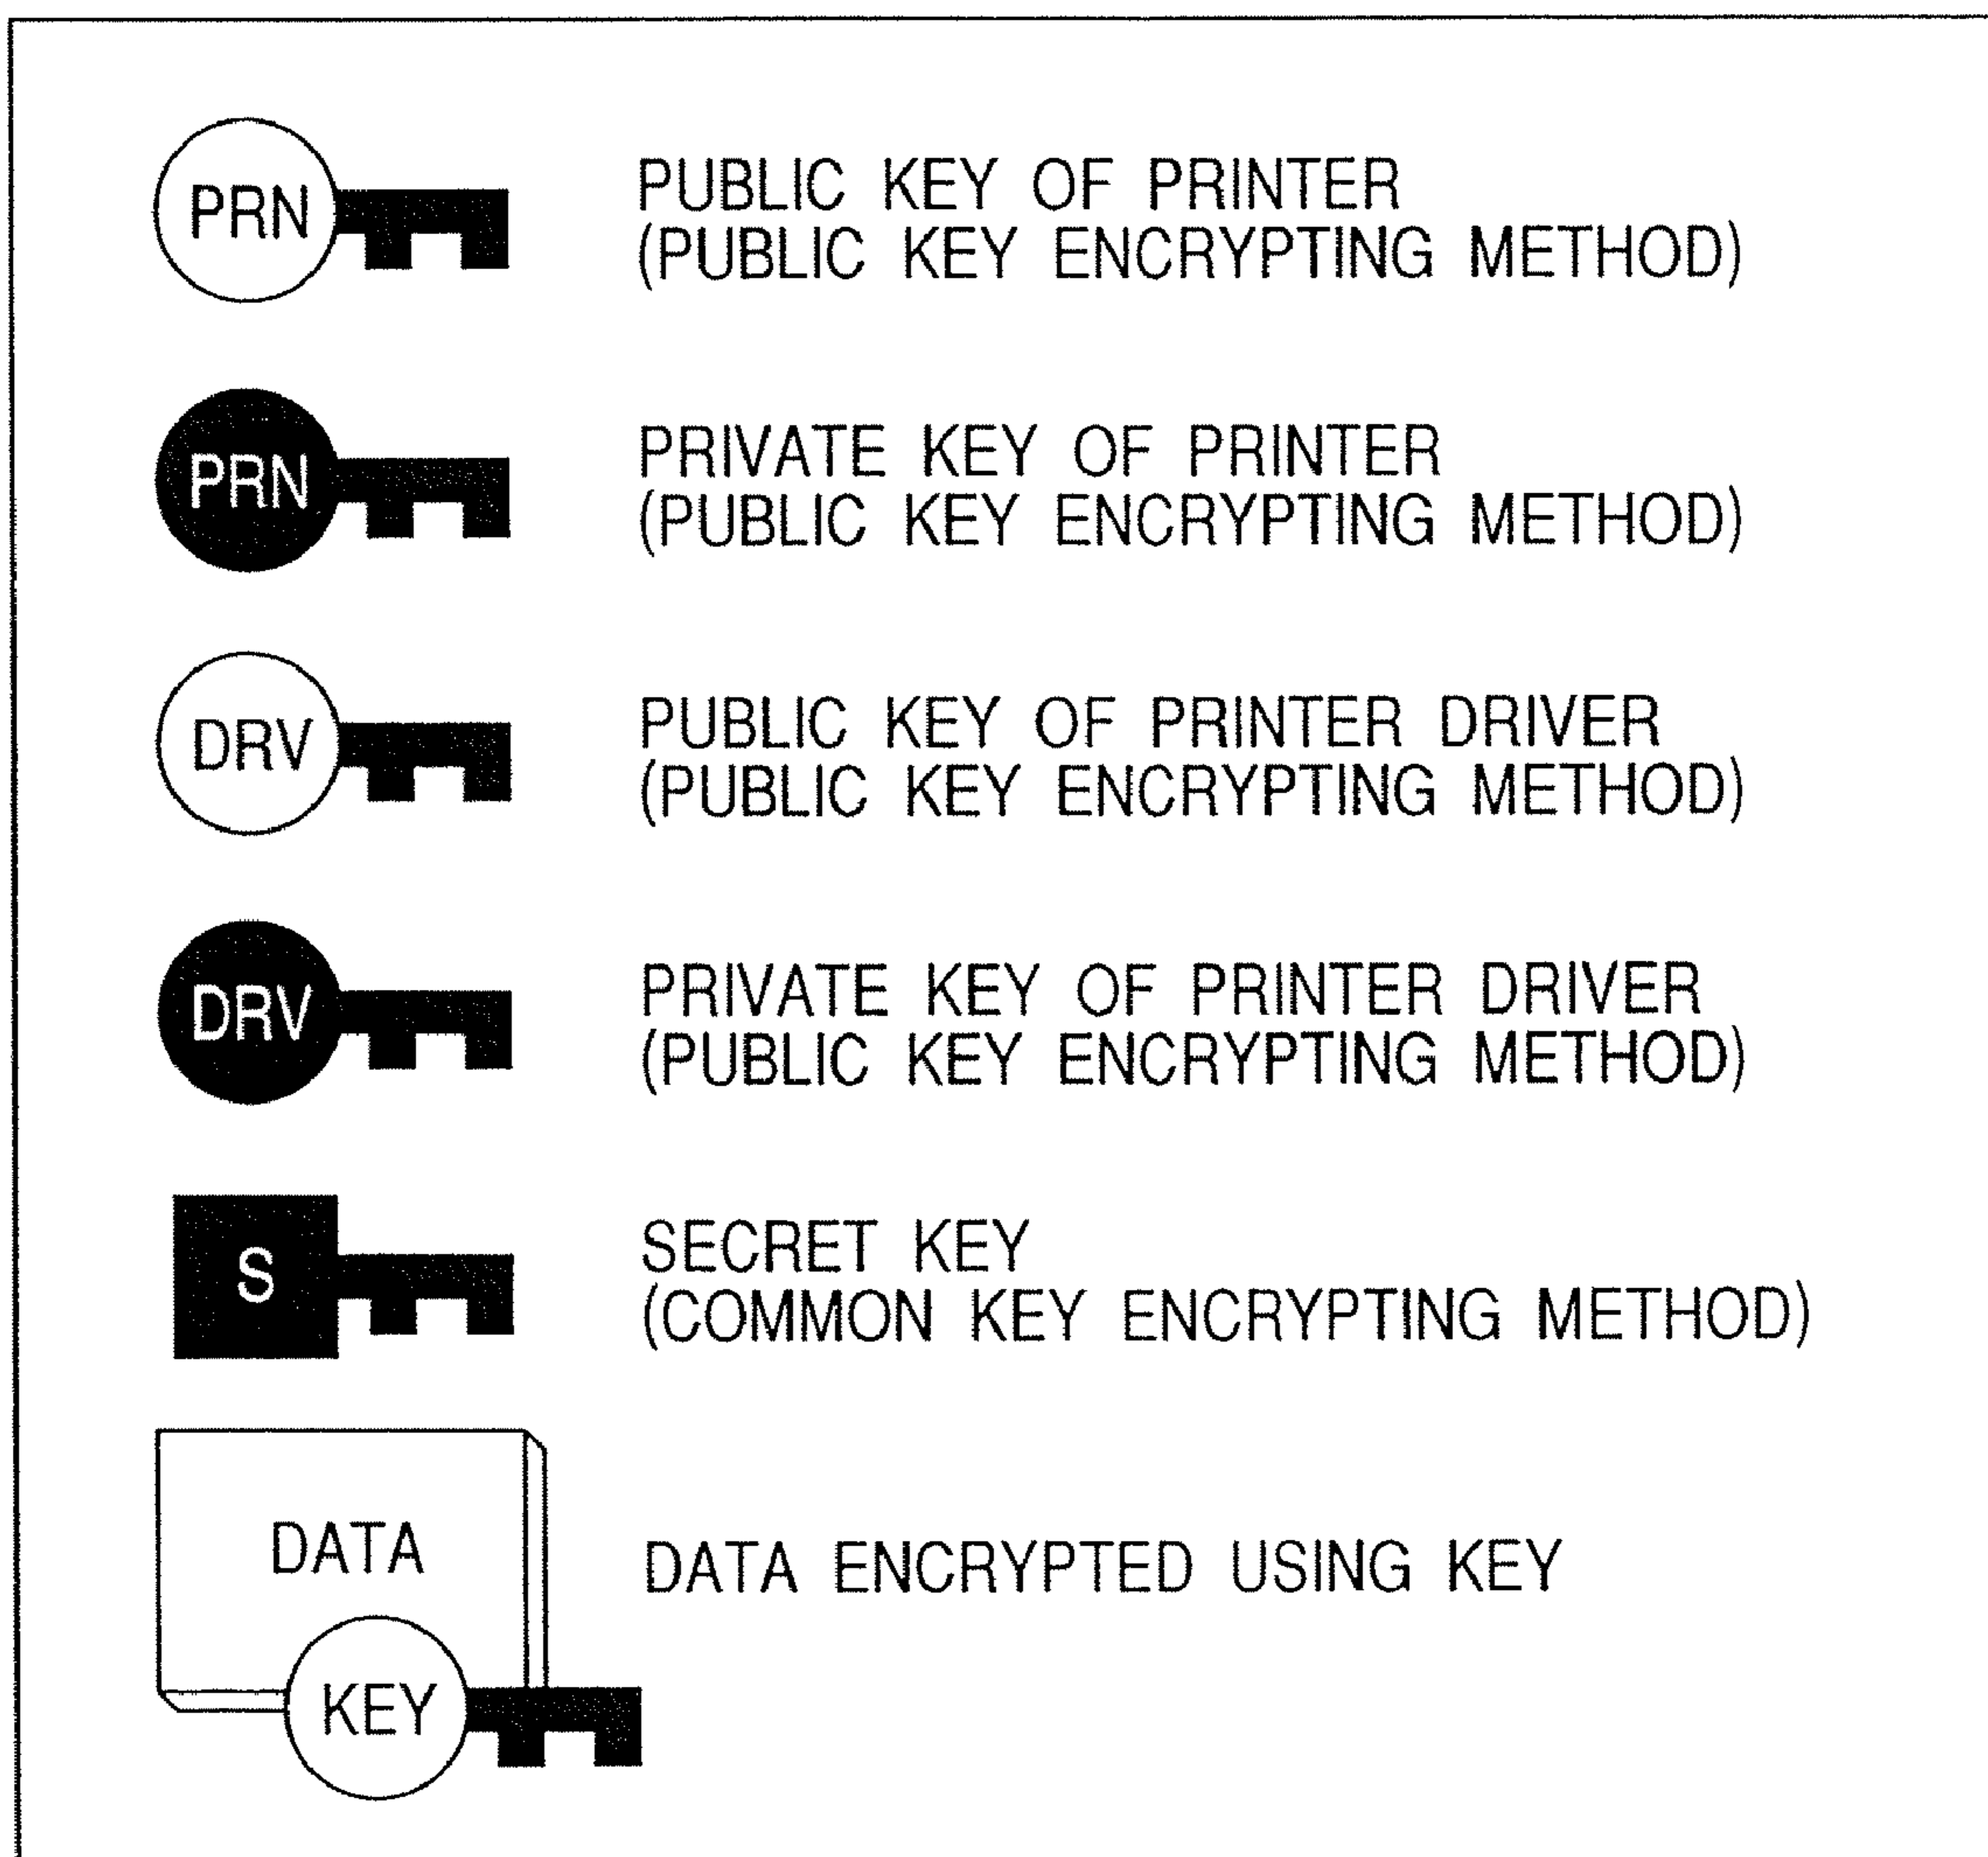 PRN
PUBLIC KEY OF PRINTER
(PUBLIC KEY ENCRYPTING METHOD)
PRN
PRIVATE KEY OF PRINTER
(PUBLIC KEY ENCRYPTING METHOD)
DRV
PUBLIC KEY OF PRINTER DRIVER
(PUBLIC KEY ENCRYPTING METHOD)
DRV
PRIVATE KEY OF PRINTER DRIVER
(PUBLIC KEY ENCRYPTING METHOD)
S
SECRET KEY
(COMMON KEY ENCRYPTING METHOD)
DATA
DATA ENCRYPTED USING KEY
KEY